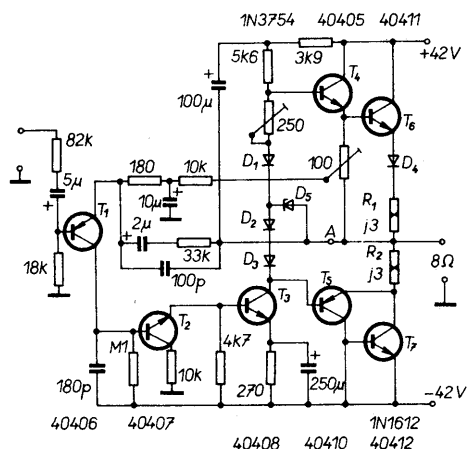 1N3754 40405 40411
5k6 3k9 +42V
T4
100μ + T6
82k 250
D1 100 D4
180 10k
5μ 10μ + D5 R1
+ T1 + 2μ D2 A j3
33k R2 8Ω
D3 j3
18k 100p
T3 T5
T2
M1 4k7 + T7
180p 10k 270 250μ
−42V
40406 40407 1N1612
40408 40410 40412